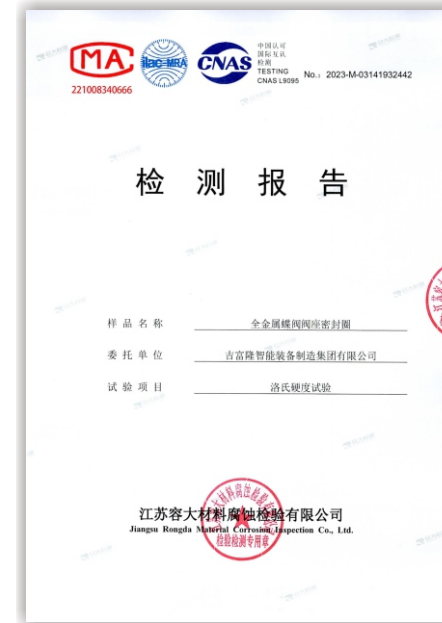 MA
221008340666
ilac-MRA
CNAS
中国认可
国际互认
检测
TESTING
CNAS L9095
No.: 2023-M-03141932442
检 测 报 告
样 品 名 称 全金属蝶阀阀座密封圈
委 托 单 位 吉富隆智能装备制造集团有限公司
试 验 项 目 洛氏硬度试验
江苏容大材料腐蚀检验有限公司
Jiangsu Rongda Material Corrosion Inspection Co., Ltd.
检验检测专用章